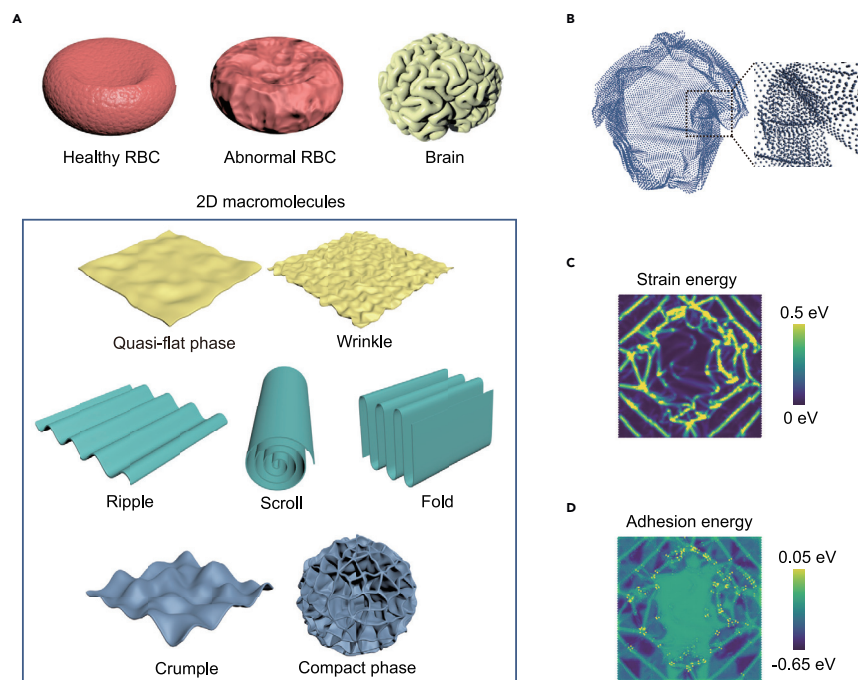 A
Healthy RBC
Abnormal RBC
Brain
2D macromolecules
Quasi-flat phase
Wrinkle
Ripple
Scroll
Fold
Crumple
Compact phase
B
C
Strain energy
0.5 eV
0 eV
D
Adhesion energy
0.05 eV
-0.65 eV